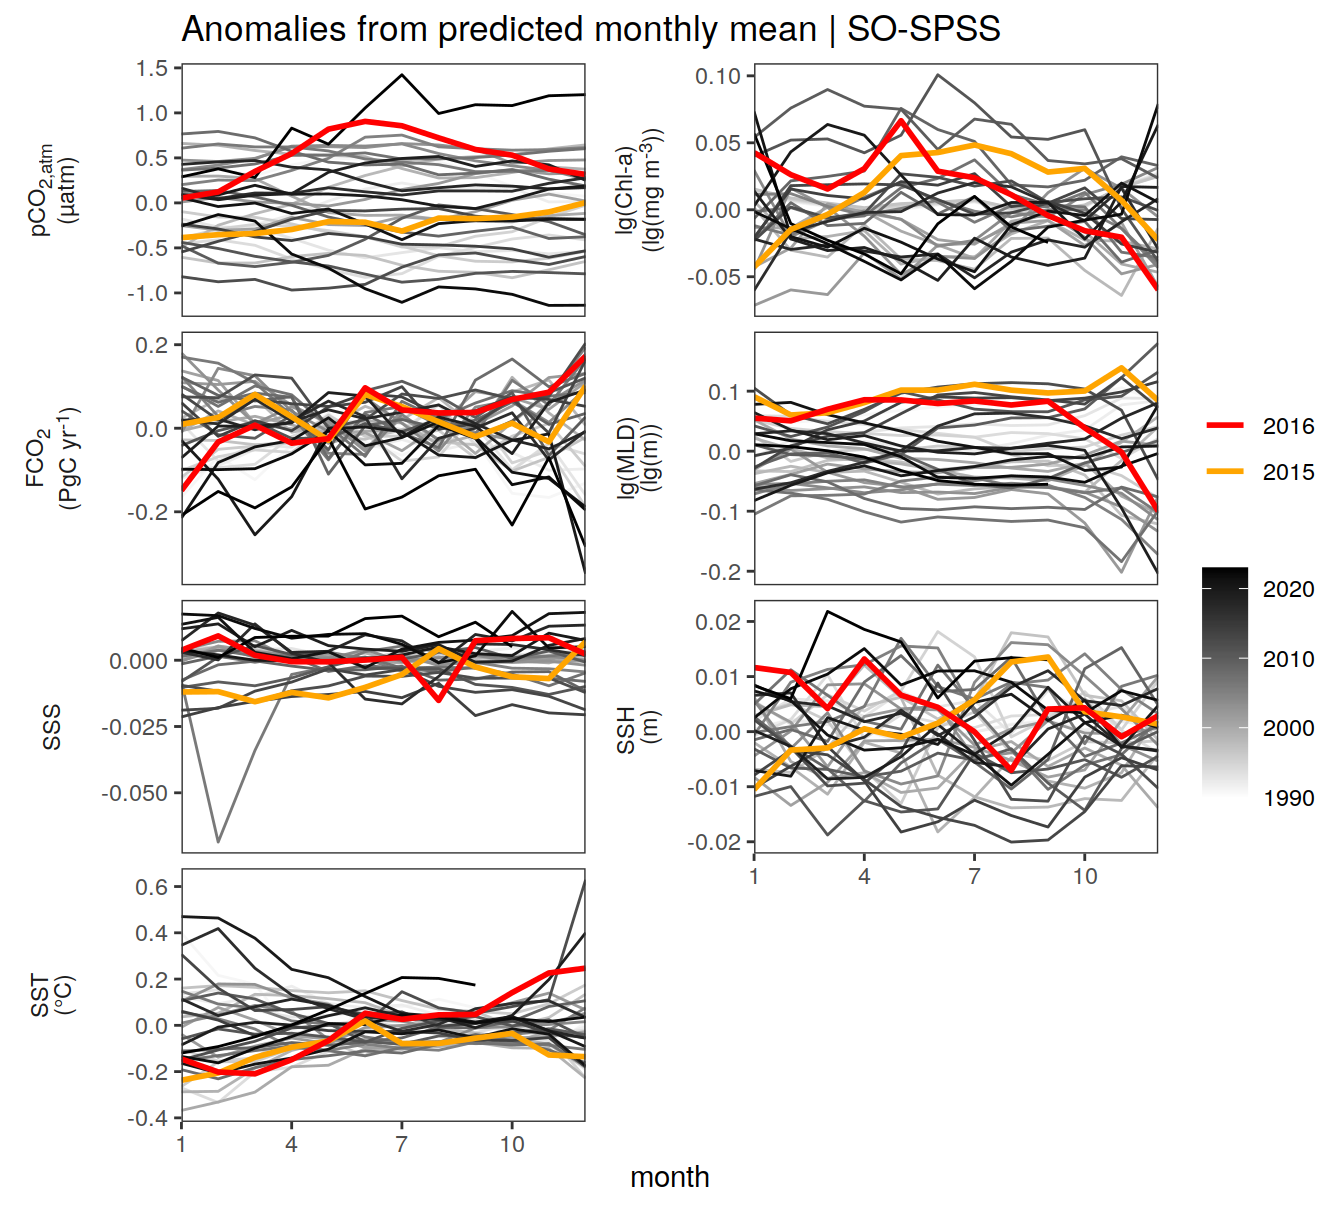 Anomalies from predicted monthly mean | SO-SPSS
pCO2,atm
(µatm)
1.5
1.0
0.5
0.0
-0.5
-1.0
lg(Chl-a)
(lg(mg m-3))
0.10
0.05
0.00
-0.05
FCO2
(PgC yr-1)
0.2
0.0
-0.2
lg(MLD)
(lg(m))
0.1
0.0
-0.1
-0.2
SSS
0.000
-0.025
-0.050
SSH
(m)
0.02
0.01
0.00
-0.01
-0.02
1 4 7 10
SST
(°C)
0.6
0.4
0.2
0.0
-0.2
-0.4
1 4 7 10
month
2016
2015
2020
2010
2000
1990